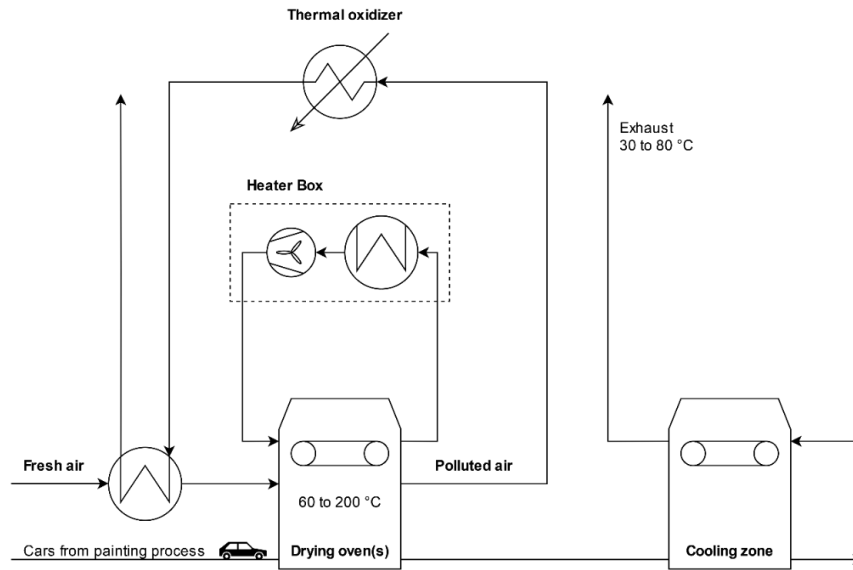 Thermal oxidizer
Exhaust
30 to 80 °C
Heater Box
Fresh air
Polluted air
60 to 200 °C
Cars from painting process
Drying oven(s)
Cooling zone